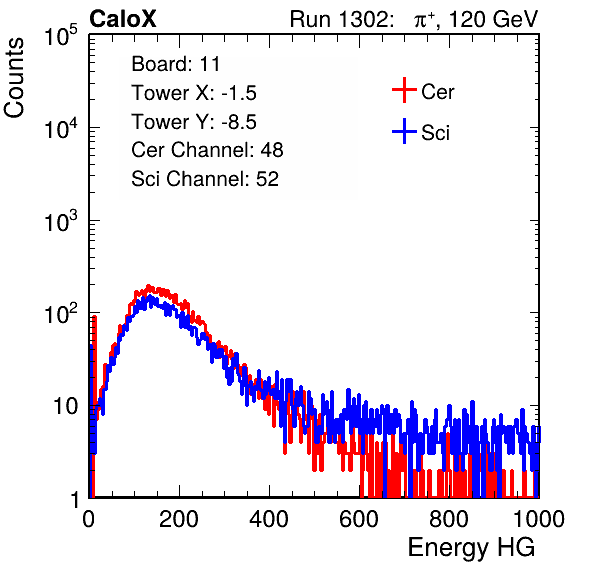 CaloX Run 1302: π⁺, 120 GeV
Counts
10⁵
10⁴
10³
10²
10
1
Board: 11
Tower X: -1.5
Tower Y: -8.5
Cer Channel: 48
Sci Channel: 52
Cer
Sci
0 200 400 600 800 1000
Energy HG